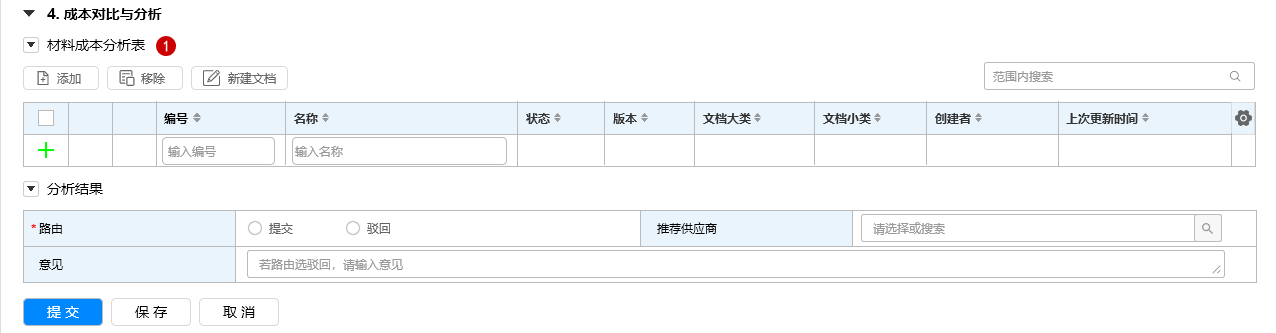 4. 成本对比与分析
材料成本分析表 1
添加 移除 新建文档 范围内搜索
编号 名称 状态 版本 文档大类 文档小类 创建者 上次更新时间
输入编号 输入名称
分析结果
* 路由 提交 驳回 推荐供应商 请选择或搜索
意见 若路由选驳回，请输入意见
提 交 保 存 取 消